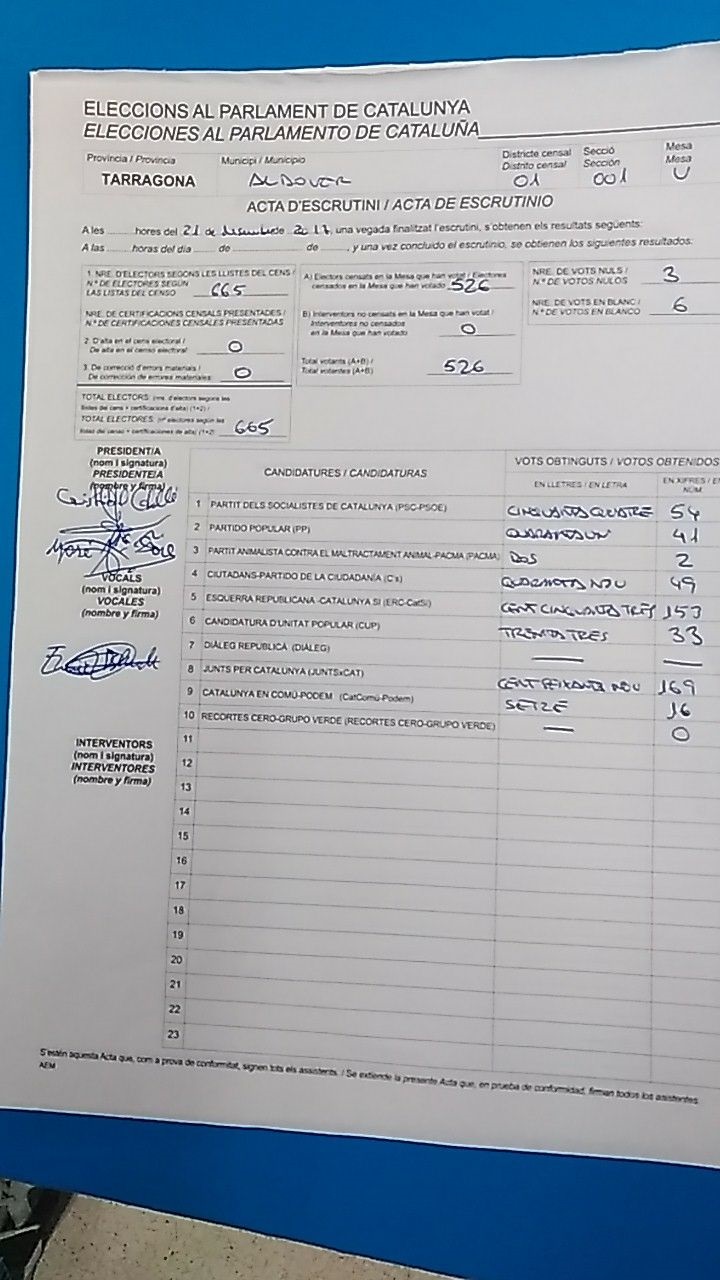 ELECCIONS AL PARLAMENT DE CATALUNYA
ELECCIONES AL PARLAMENTO DE CATALUÑA
Província / Provincia
TARRAGONA
Municipi / Municipio
ALDOVER
Districte censal
Distrito censal
01
Secció
Sección
001
Mesa
Mesa
U
ACTA D'ESCRUTINI / ACTA DE ESCRUTINIO
A les ........ hores del 21 de desembre 2017, una vegada finalitzat l'escrutini, s'obtenen els resultats següents:
A las ........ horas del día ...... de .................. de ........, y una vez concluido el escrutinio, se obtienen los siguientes resultados:
1. NRE. D'ELECTORS SEGONS LES LLISTES DEL CENS /
N.º DE ELECTORES SEGÚN
LAS LISTAS DEL CENSO 665
NRE. DE CERTIFICACIONS CENSALS PRESENTADES /
N.º DE CERTIFICACIONES CENSALES PRESENTADAS
2. D'alta en el cens electoral /
De alta en el censo electoral 0
3. De correcció d'errors materials /
De corrección de errores materiales 0
TOTAL ELECTORS: (nre. d'electors segons les
llistes del cens + certificacions d'alta) (1+2) /
TOTAL ELECTORES: (nº electores según las
listas del censo + certificaciones de alta) (1+2) 665
A) Electors censats en la Mesa que han votat / Electores
censados en la Mesa que han votado 526
B) Interventors no censats en la Mesa que han votat /
Interventores no censados
en la Mesa que han votado 0
Total votants (A+B) /
Total votantes (A+B) 526
NRE. DE VOTS NULS /
N.º DE VOTOS NULOS 3
NRE. DE VOTS EN BLANC /
N.º DE VOTOS EN BLANCO 6
PRESIDENT/A
(nom i signatura)
PRESIDENTE/A
(nombre y firma)
VOCALS
(nom i signatura)
VOCALES
(nombre y firma)
INTERVENTORS
(nom i signatura)
INTERVENTORES
(nombre y firma)
CANDIDATURES / CANDIDATURAS
VOTS OBTINGUTS / VOTOS OBTENIDOS
EN LLETRES / EN LETRA
EN XIFRES / EN
NÚM
1 PARTIT DELS SOCIALISTES DE CATALUNYA (PSC-PSOE) CINQUANTA QUATRE 54
2 PARTIDO POPULAR (PP) QUARANTA UN 41
3 PARTIT ANIMALISTA CONTRA EL MALTRACTAMENT ANIMAL-PACMA (PACMA) DOS 2
4 CIUTADANS-PARTIDO DE LA CIUDADANÍA (C's) QUARANTA NOU 49
5 ESQUERRA REPUBLICANA -CATALUNYA SÍ (ERC-CatSí) CENT CINQUANTA TRÈS 153
6 CANDIDATURA D'UNITAT POPULAR (CUP) TRENTA TRES 33
7 DIÀLEG REPUBLICÀ (DIÀLEG) — —
8 JUNTS PER CATALUNYA (JUNTSxCAT) CENT SEIXANTA NOU 169
9 CATALUNYA EN COMÚ-PODEM (CatComú-Podem) SETZE 16
10 RECORTES CERO-GRUPO VERDE (RECORTES CERO-GRUPO VERDE) — 0
11
12
13
14
15
16
17
18
19
20
21
22
23
S'estén aquesta Acta que, com a prova de conformitat, signen tots els assistents. / Se extiende la presente Acta que, en prueba de conformidad, firman todos los asistentes.
AEM